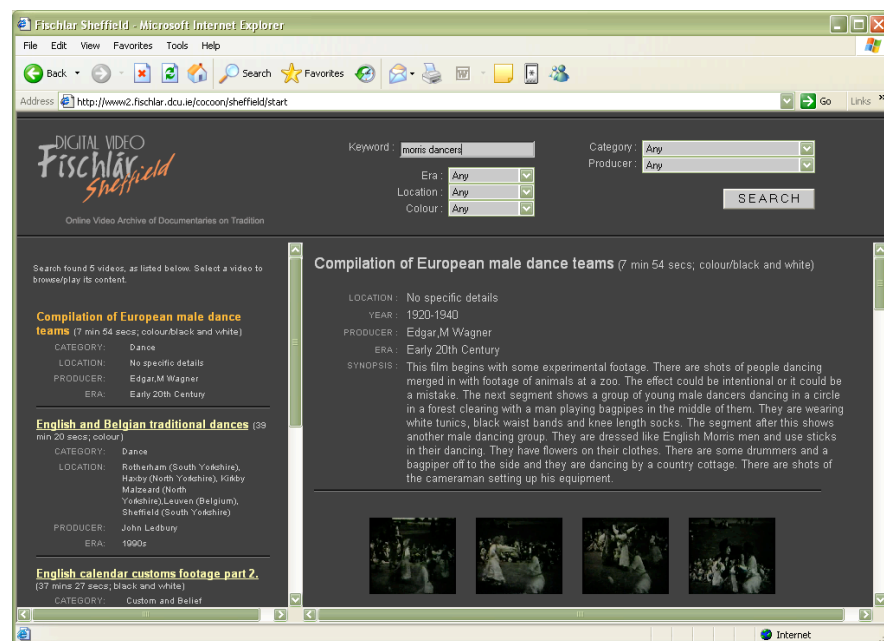 Fischlar Sheffield - Microsoft Internet Explorer
File Edit View Favorites Tools Help
Back Search Favorites
Address http://www2.fischlar.dcu.ie/cocoon/sheffield/start Go Links »
DIGITAL VIDEO
Físchlár
Sheffield
Online Video Archive of Documentaries on Tradition
Keyword : morris dancers
Era : Any
Location : Any
Colour : Any
Category : Any
Producer : Any
SEARCH
Search found 5 videos, as listed below. Select a video to
browse/play its content.
Compilation of European male dance
teams (7 min 54 secs; colour/black and white)
CATEGORY: Dance
LOCATION: No specific details
PRODUCER: Edgar,M Wagner
ERA: Early 20th Century
English and Belgian traditional dances (39
min 20 secs; colour)
CATEGORY: Dance
LOCATION: Rotherham (South Yorkshire),
Haxby (North Yorkshire), Kirkby
Malzeard (North
Yorkshire),Leuven (Belgium),
Sheffield (South Yorkshire)
PRODUCER: John Ledbury
ERA: 1990s
English calendar customs footage part 2.
(37 mins 27 secs; black and white)
CATEGORY: Custom and Belief
Compilation of European male dance teams (7 min 54 secs; colour/black and white)
LOCATION : No specific details
YEAR : 1920-1940
PRODUCER : Edgar,M Wagner
ERA : Early 20th Century
SYNOPSIS : This film begins with some experimental footage. There are shots of people dancing
merged in with footage of animals at a zoo. The effect could be intentional or it could be
a mistake. The next segment shows a group of young male dancers dancing in a circle
in a forest clearing with a man playing bagpipes in the middle of them. They are wearing
white tunics, black waist bands and knee length socks. The segment after this shows
another male dancing group. They are dressed like English Morris men and use sticks
in their dancing. They have flowers on their clothes. There are some drummers and a
bagpiper off to the side and they are dancing by a country cottage. There are shots of
the cameraman setting up his equipment.
Internet